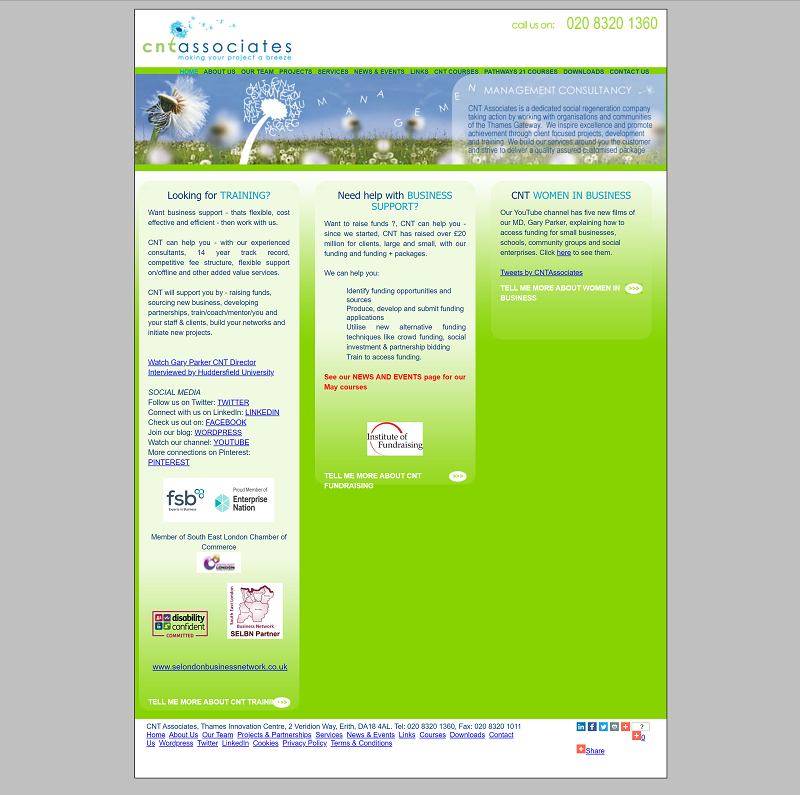 call us on: 020 8320 1360
cntassociates
making your project a breeze
HOME ABOUT US OUR TEAM PROJECTS SERVICES NEWS & EVENTS LINKS CNT COURSES PATHWAYS 21 COURSES DOWNLOADS CONTACT US
M A N A G E M E N
MANAGEMENT CONSULTANCY
CNT Associates is a dedicated social regeneration company
taking action by working with organisations and communities
of the Thames Gateway. We inspire excellence and promote
achievement through client focused projects, development
and training. We build our services around you the customer
and strive to deliver a quality assured customised package
Looking for TRAINING?
Want business support - thats flexible, cost
effective and efficient - then work with us.
CNT can help you - with our experienced
consultants, 14 year track record,
competitive fee structure, flexible support
on/offline and other added value services.
CNT will support you by - raising funds,
sourcing new business, developing
partnerships, train/coach/mentor/you and
your staff & clients, build your networks and
initiate new projects.
Watch Gary Parker CNT Director
Interviewed by Huddersfield University
SOCIAL MEDIA
Follow us on Twitter: TWITTER
Connect with us on LinkedIn: LINKEDIN
Check us out on: FACEBOOK
Join our blog: WORDPRESS
Watch our channel: YOUTUBE
More connections on Pinterest:
PINTEREST
fsb
Experts in Business
Proud Member of
Enterprise
Nation
Member of South East London Chamber of
Commerce
disability
confident
COMMITTED
South East London
Business Network
SELBN Partner
www.selondonbusinessnetwork.co.uk
TELL ME MORE ABOUT CNT TRAINING >>>
Need help with BUSINESS
SUPPORT?
Want to raise funds ?, CNT can help you -
since we started, CNT has raised over £20
million for clients, large and small, with our
funding and funding + packages.
We can help you:
Identify funding opportunities and
sources
Produce, develop and submit funding
applications
Utilise new alternative funding
techniques like crowd funding, social
investment & partnership bidding
Train to access funding.
See our NEWS AND EVENTS page for our
May courses
Institute of
Fundraising
TELL ME MORE ABOUT CNT >>>
FUNDRAISING
CNT WOMEN IN BUSINESS
Our YouTube channel has five new films of
our MD, Gary Parker, explaining how to
access funding for small businesses,
schools, community groups and social
enterprises. Click here to see them.
Tweets by CNTAssociates
TELL ME MORE ABOUT WOMEN IN >>>
BUSINESS
CNT Associates, Thames Innovation Centre, 2 Veridion Way, Erith, DA18 4AL. Tel: 020 8320 1360, Fax: 020 8320 1011
Home About Us Our Team Projects & Partnerships Services News & Events Links Courses Downloads Contact
Us Wordpress Twitter LinkedIn Cookies Privacy Policy Terms & Conditions
?
0
Share